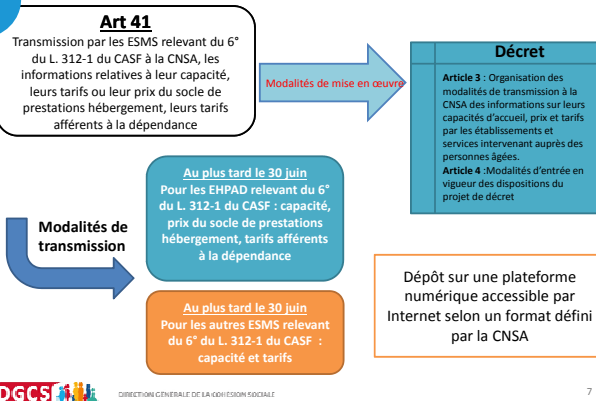 Art 41
Transmission par les ESMS relevant du 6°
du L. 312-1 du CASF à la CNSA, les
informations relatives à leur capacité,
leurs tarifs ou leur prix du socle de
prestations hébergement, leurs tarifs
afférents à la dépendance
Modalités de mise en œuvre
Décret
Article 3 : Organisation des
modalités de transmission à la
CNSA des informations sur leurs
capacités d'accueil, prix et tarifs
par les établissements et
services intervenant auprès des
personnes âgées.
Article 4 :Modalités d'entrée en
vigueur des dispositions du
projet de décret
Modalités de
transmission
Au plus tard le 30 juin
Pour les EHPAD relevant du 6°
du L. 312-1 du CASF : capacité,
prix du socle de prestations
hébergement, tarifs afférents
à la dépendance
Au plus tard le 30 juin
Pour les autres ESMS relevant
du 6° du L. 312-1 du CASF :
capacité et tarifs
Dépôt sur une plateforme
numérique accessible par
Internet selon un format défini
par la CNSA
DGCS
DIRECTION GÉNÉRALE DE LA COHÉSION SOCIALE
7